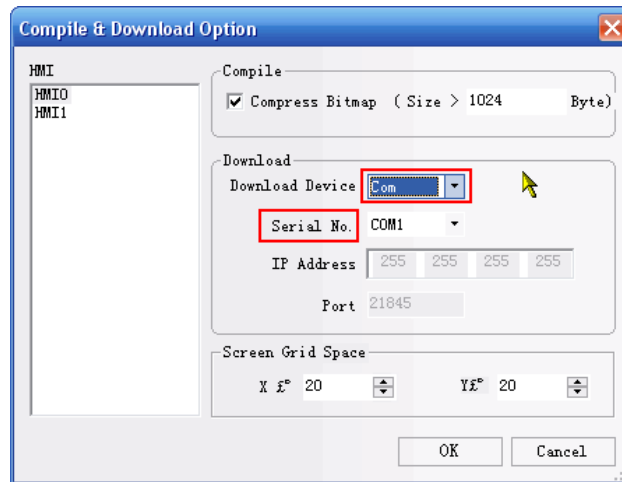 Compile & Download Option
HMI
HMI0
HMI1
Compile
Compress Bitmap ( Size > 1024 Byte)
Download
Download Device Com
Serial No. COM1
IP Address 255 255 255 255
Port 21845
Screen Grid Space
X £º 20 Y£º 20
OK Cancel